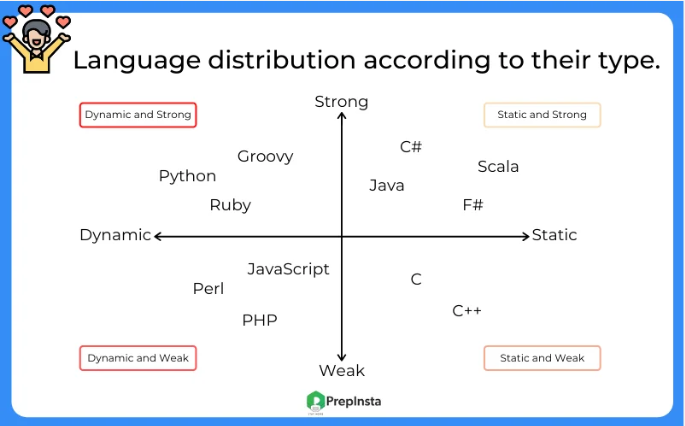 Language distribution according to their type.
Strong
Dynamic and Strong
Static and Strong
C#
Groovy
Scala
Python
Java
Ruby
F#
Dynamic
Static
JavaScript
C
Perl
C++
PHP
Dynamic and Weak
Static and Weak
Weak
PrepInsta